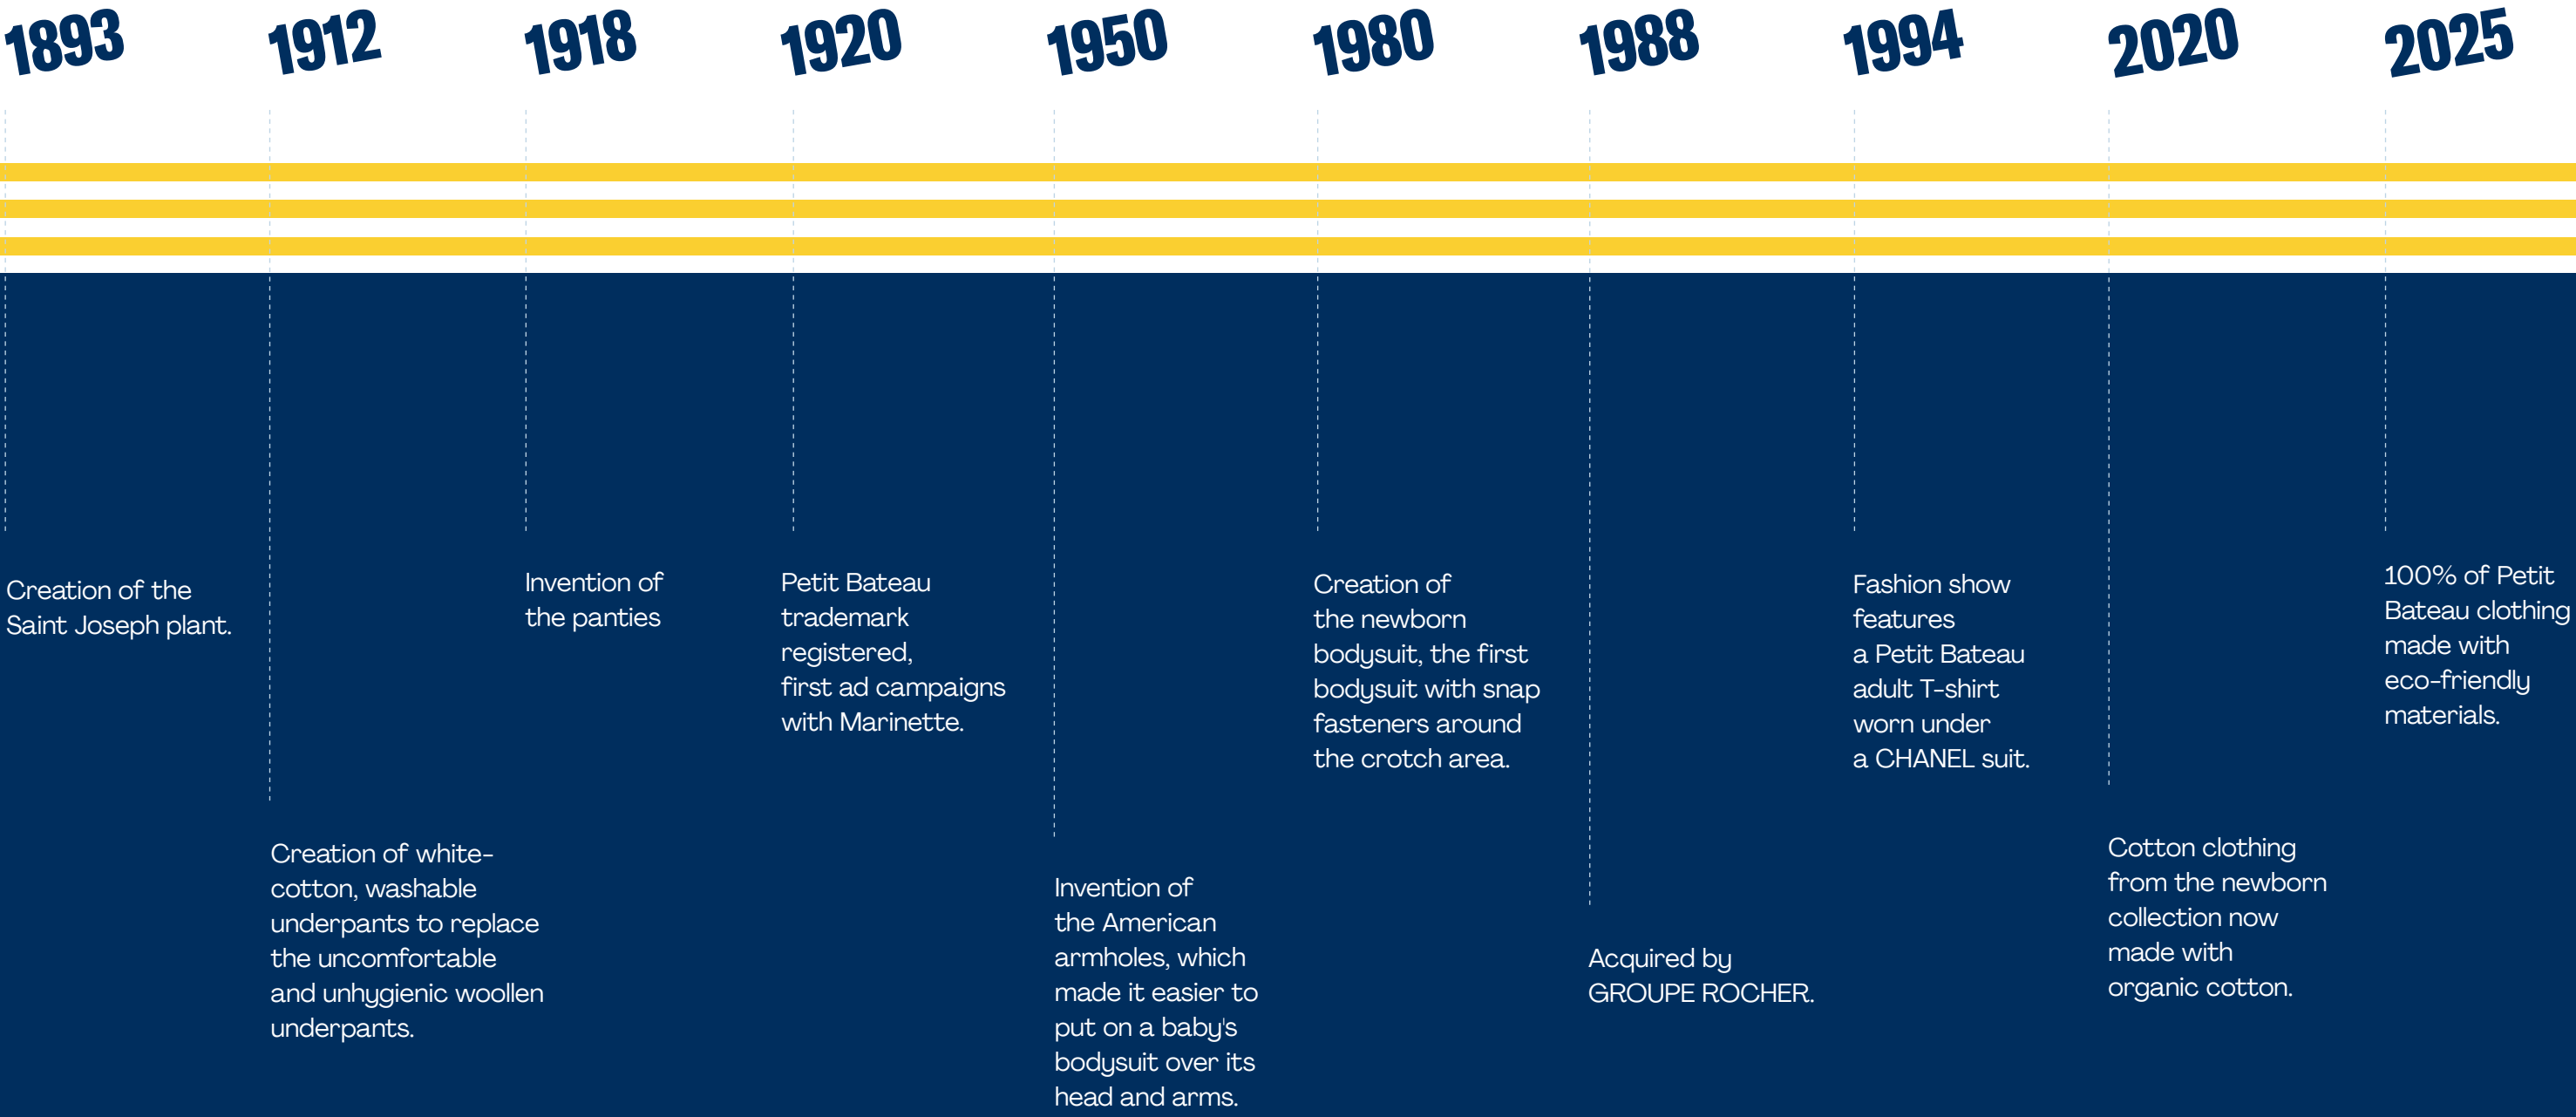 1893
1912
1918
1920
1950
1980
1988
1994
2020
2025
Creation of the
Saint Joseph plant.
Creation of white-
cotton, washable
underpants to replace
the uncomfortable
and unhygienic woollen
underpants.
Invention of
the panties
Petit Bateau
trademark
registered,
first ad campaigns
with Marinette.
Invention of
the American
armholes, which
made it easier to
put on a baby's
bodysuit over its
head and arms.
Creation of
the newborn
bodysuit, the first
bodysuit with snap
fasteners around
the crotch area.
Acquired by
GROUPE ROCHER.
Fashion show
features
a Petit Bateau
adult T-shirt
worn under
a CHANEL suit.
Cotton clothing
from the newborn
collection now
made with
organic cotton.
100% of Petit
Bateau clothing
made with
eco-friendly
materials.